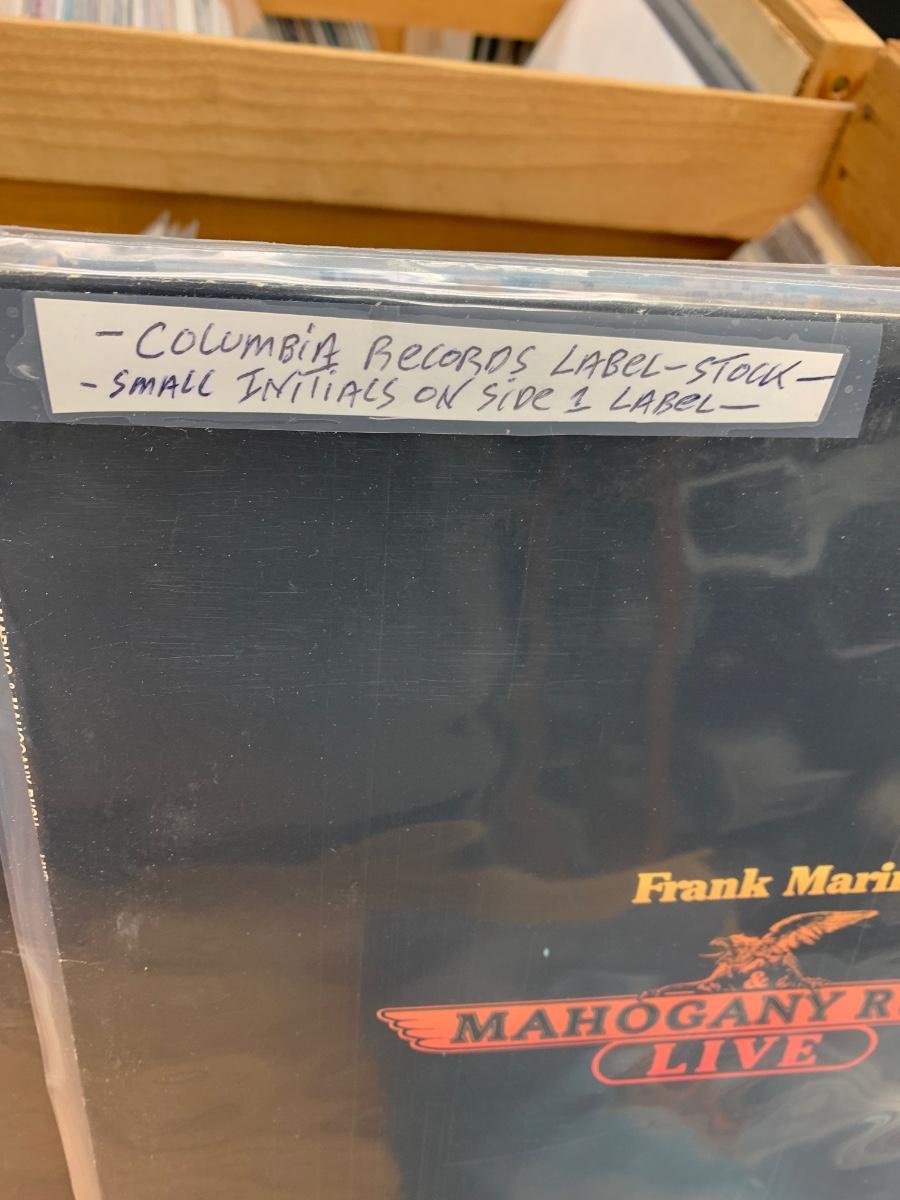 - COLUMBIA RECORDS LABEL-STOCK-
- SMALL INITIALS ON SIDE 1 LABEL-
Frank Marin
&
MAHOGANY R
LIVE